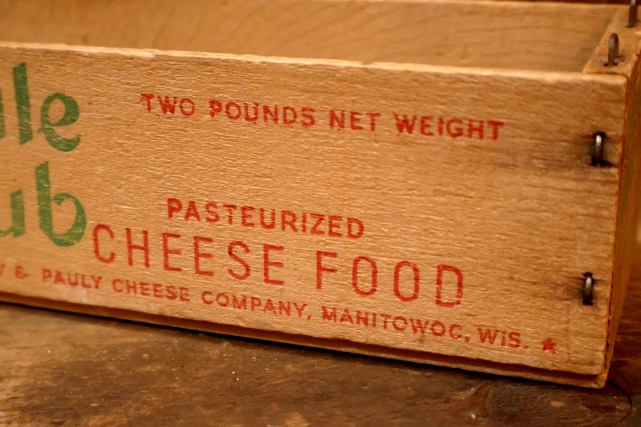 TWO POUNDS NET WEIGHT
PASTEURIZED
CHEESE FOOD
& PAULY CHEESE COMPANY, MANITOWOC, WIS. ★